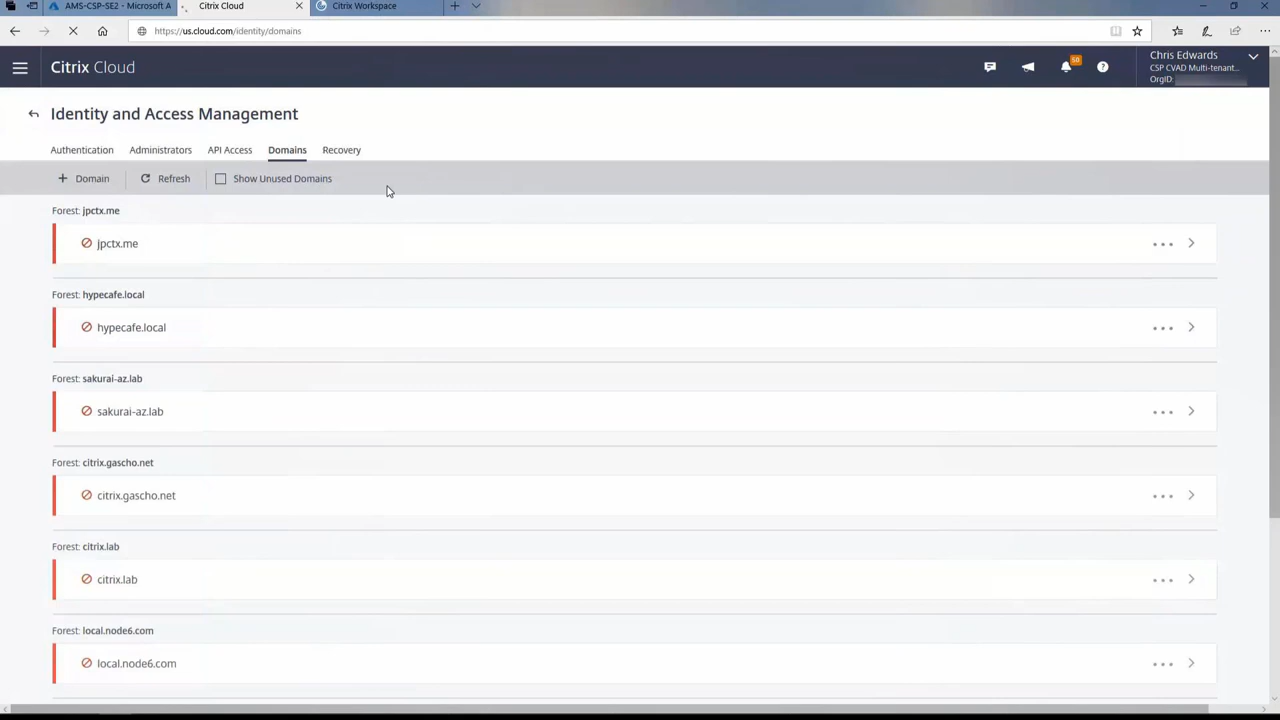 AMS-CSP-SE2 - Microsoft A
Citrix Cloud
Citrix Workspace
https://us.cloud.com/identity/domains
Citrix Cloud
50
Chris Edwards
CSP CVAD Multi-tenant...
OrgID:
Identity and Access Management
Authentication
Administrators
API Access
Domains
Recovery
+ Domain
Refresh
Show Unused Domains
Forest: jpctx.me
jpctx.me
Forest: hypecafe.local
hypecafe.local
Forest: sakurai-az.lab
sakurai-az.lab
Forest: citrix.gascho.net
citrix.gascho.net
Forest: citrix.lab
citrix.lab
Forest: local.node6.com
local.node6.com